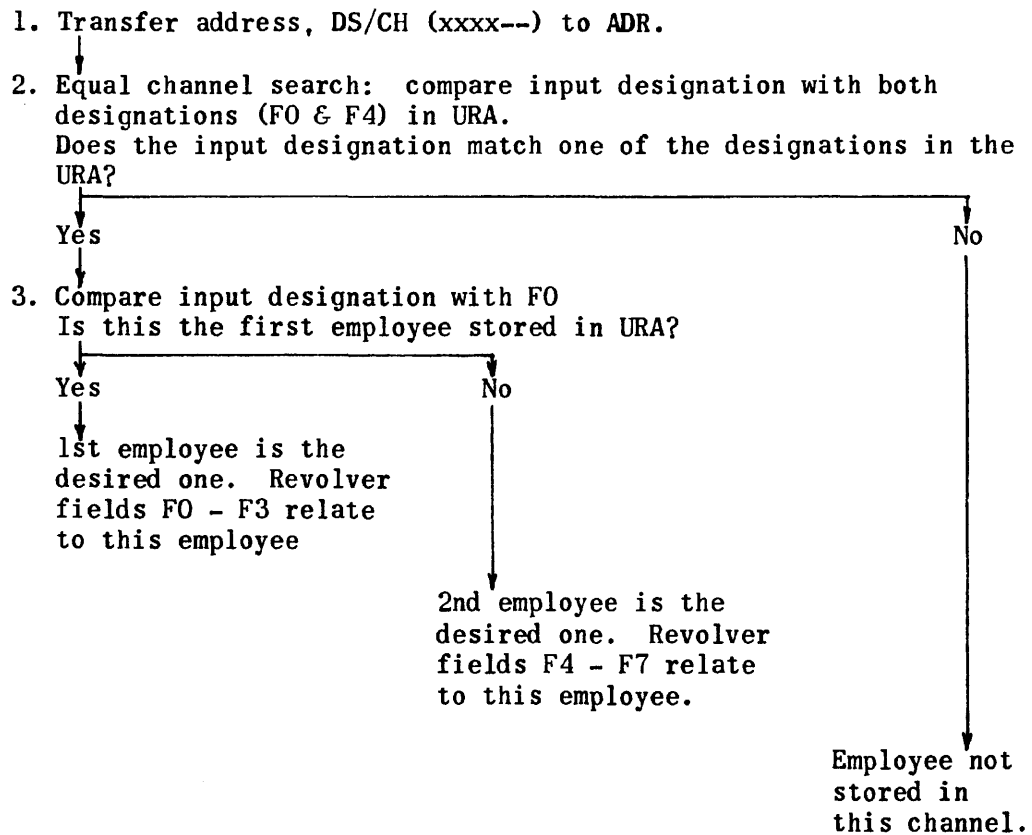 1. Transfer address, DS/CH (xxxx--) to ADR.
2. Equal channel search: compare input designation with both
designations (F0 & F4) in URA.
Does the input designation match one of the designations in the
URA?
Yes
No
3. Compare input designation with F0
Is this the first employee stored in URA?
Yes
No
1st employee is the
desired one. Revolver
fields F0 - F3 relate
to this employee
2nd employee is the
desired one. Revolver
fields F4 - F7 relate
to this employee.
Employee not
stored in
this channel.